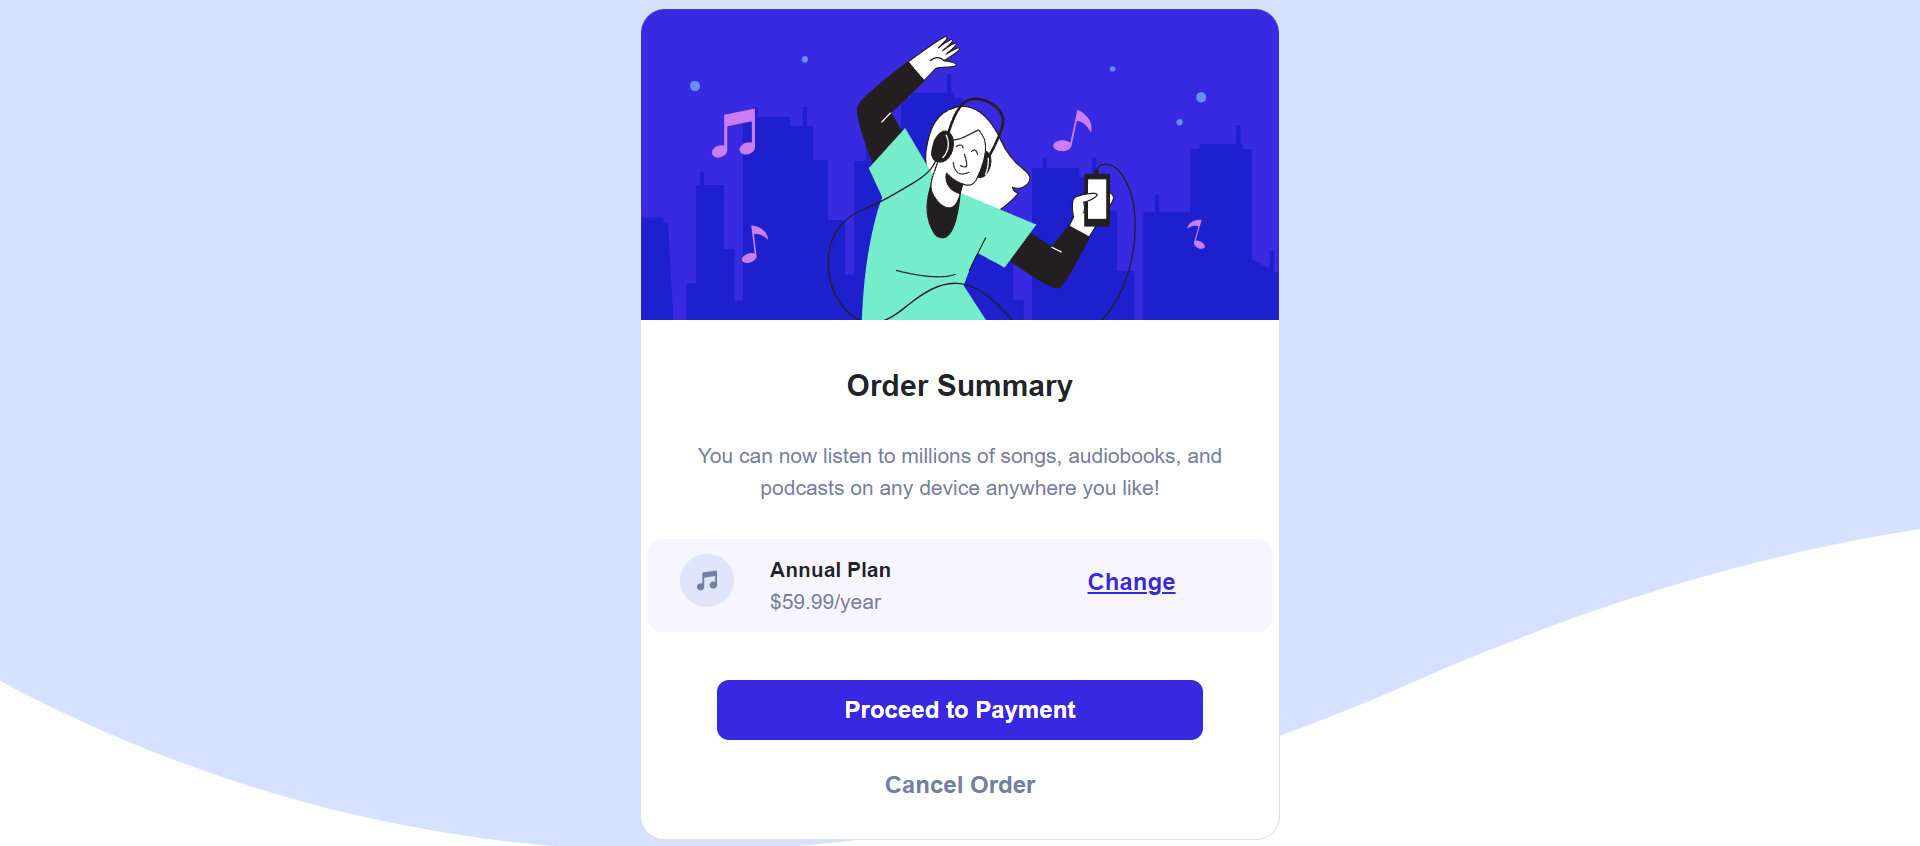 Order Summary
You can now listen to millions of songs, audiobooks, and
podcasts on any device anywhere you like!
Annual Plan
$59.99/year
Change
Proceed to Payment
Cancel Order